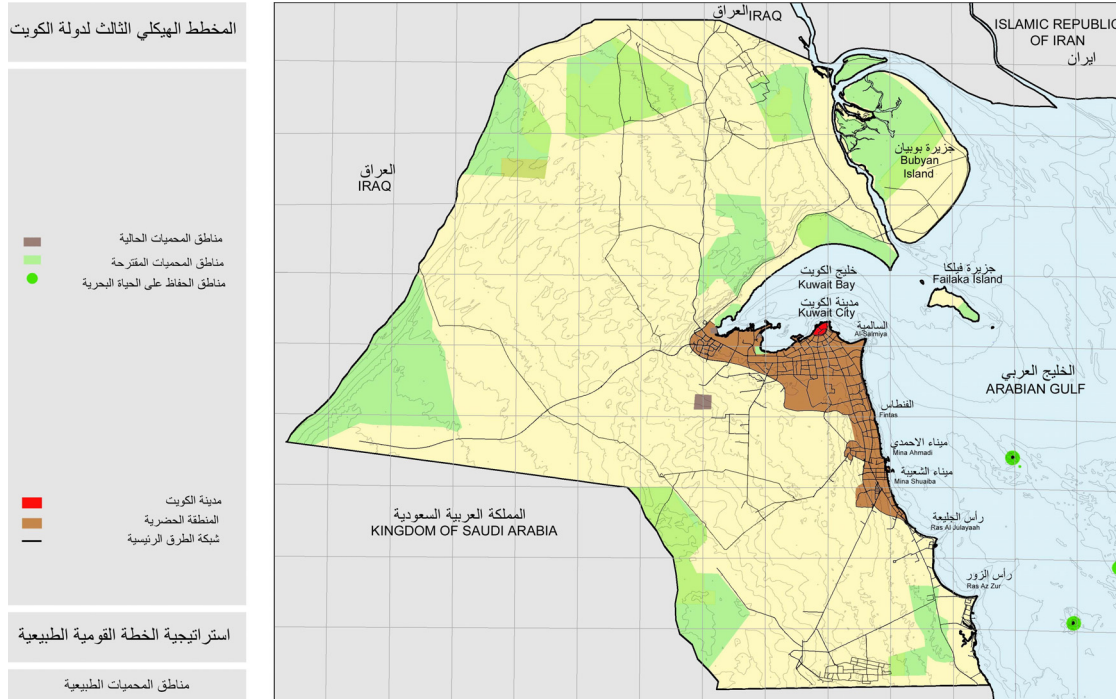 المخطط الهيكلي الثالث لدولة الكويت
مناطق المحميات الحالية
مناطق المحميات المقترحة
مناطق الحفاظ على الحياة البحرية
مدينة الكويت
المنطقة الحضرية
شبكة الطرق الرئيسية
استراتيجية الخطة القومية الطبيعية
مناطق المحميات الطبيعية
العراق
IRAQ
ISLAMIC REPUBLIC
OF IRAN
ايران
العراق
IRAQ
جزيرة بوبيان
Bubyan
Island
خليج الكويت
Kuwait Bay
جزيرة فيلكا
Failaka Island
مدينة الكويت
Kuwait City
السالمية
Al-Salmiya
الخليج العربي
ARABIAN GULF
الفنطاس
Fintas
ميناء الاحمدي
Mina Ahmadi
ميناء الشعيبة
Mina Shuaiba
المملكة العربية السعودية
KINGDOM OF SAUDI ARABIA
رأس الجليعة
Ras Al Julayaah
رأس الزور
Ras Az Zur